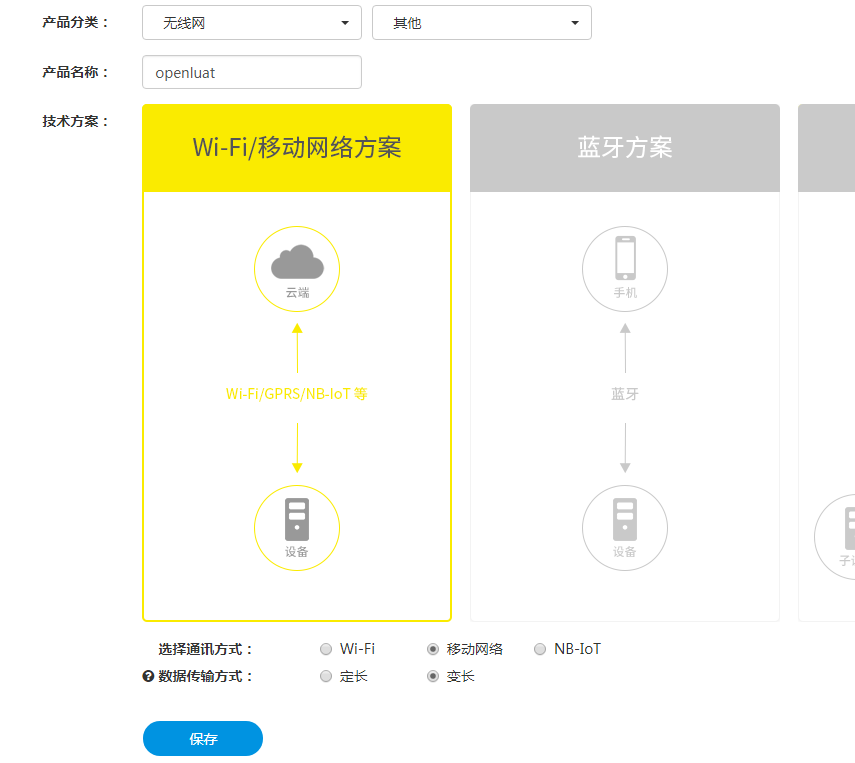 产品分类： 无线网 其他
产品名称： openluat
技术方案：
Wi-Fi/移动网络方案 蓝牙方案
云端 手机
Wi-Fi/GPRS/NB-IoT 等 蓝牙
设备 设备
选择通讯方式： Wi-Fi 移动网络 NB-IoT
? 数据传输方式： 定长 变长
保存